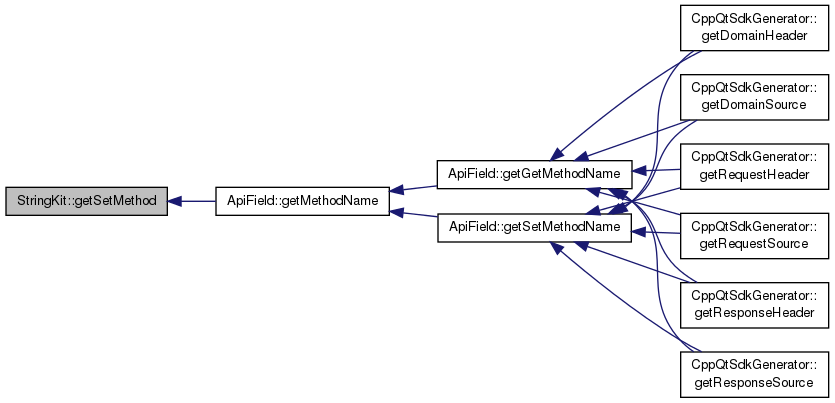 CppQtSdkGenerator::
getDomainHeader
CppQtSdkGenerator::
getDomainSource
CppQtSdkGenerator::
getRequestHeader
ApiField::getGetMethodName
StringKit::getSetMethod
ApiField::getMethodName
ApiField::getSetMethodName
CppQtSdkGenerator::
getRequestSource
CppQtSdkGenerator::
getResponseHeader
CppQtSdkGenerator::
getResponseSource